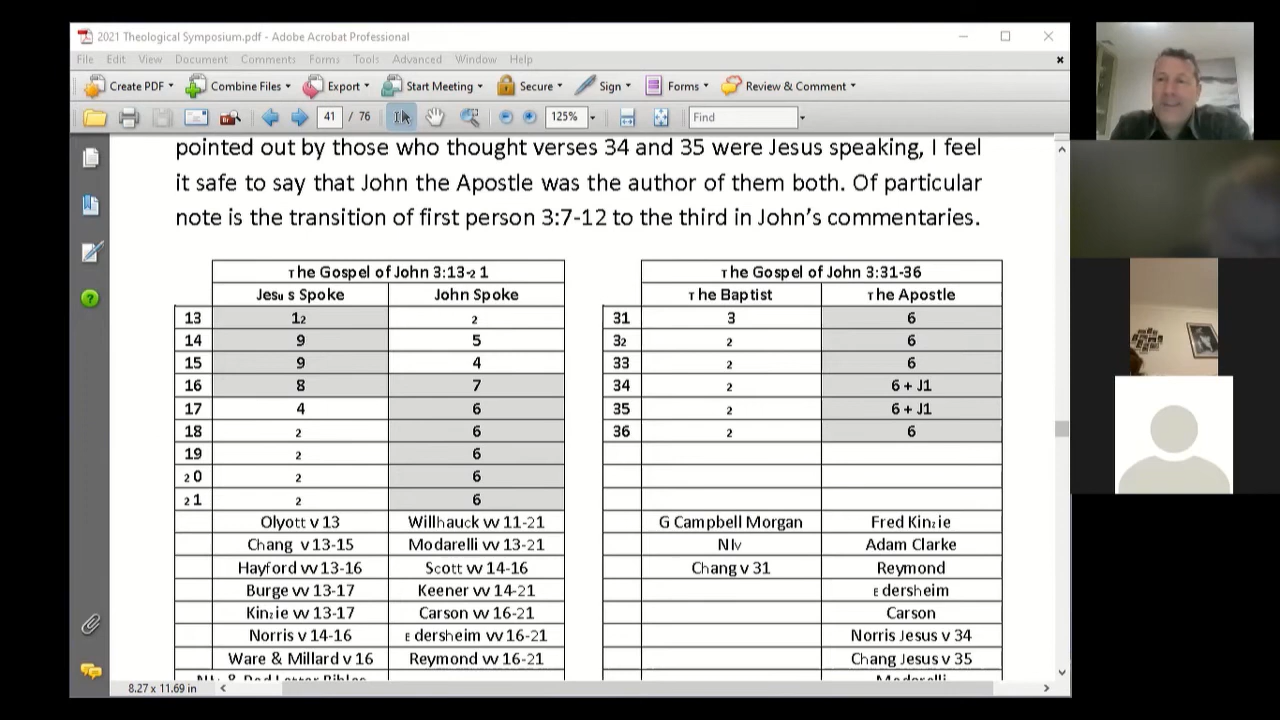 2021 Theological Symposium.pdf - Adobe Acrobat Professional
File Edit View Document Comments Forms Tools Advanced Window Help
Create PDF Combine Files Export Start Meeting Secure Sign Forms Review & Comment
41 / 76 125% Find
pointed out by those who thought verses 34 and 35 were Jesus speaking, I feel
it safe to say that John the Apostle was the author of them both. Of particular
note is the transition of first person 3:7-12 to the third in John's commentaries.
The Gospel of John 3:13-21
Jesus Spoke John Spoke
13 12 2
14 9 5
15 9 4
16 8 7
17 4 6
18 2 6
19 2 6
20 2 6
21 2 6
Olyott v 13 Willhauck vv 11-21
Chang v 13-15 Modarelli vv 13-21
Hayford vv 13-16 Scott vv 14-16
Burge vv 13-17 Keener vv 14-21
Kinzie vv 13-17 Carson vv 16-21
Norris v 14-16 Edersheim vv 16-21
Ware & Millard v 16 Reymond vv 16-21
The Gospel of John 3:31-36
The Baptist The Apostle
31 3 6
32 2 6
33 2 6
34 2 6 + J1
35 2 6 + J1
36 2 6
G Campbell Morgan Fred Kinzie
NIv Adam Clarke
Chang v 31 Reymond
Edersheim
Carson
Norris Jesus v 34
Chang Jesus v 35
8.27 x 11.69 in